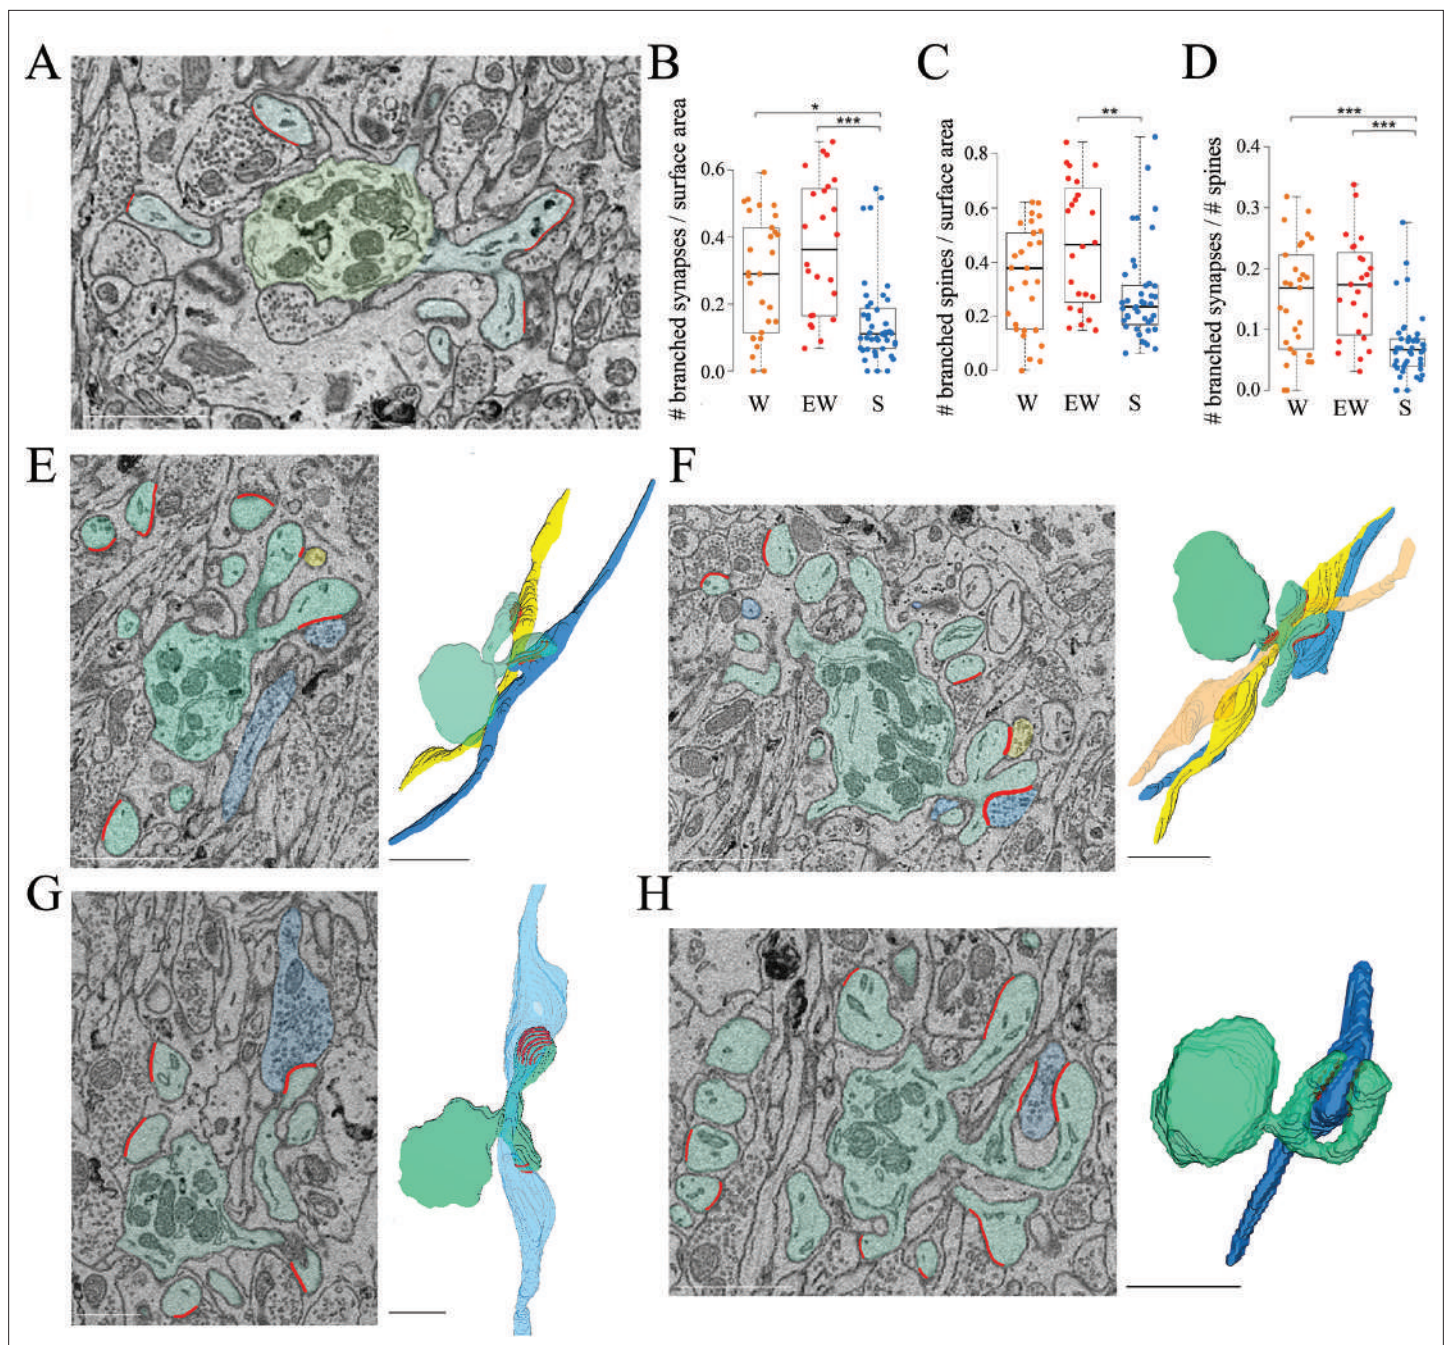 A
B
# branched synapses / surface area
0.6
0.4
0.2
0.0
*
***
W EW S
C
# branched spines / surface area
0.8
0.6
0.4
0.2
0.0
**
W EW S
D
# branched synapses / # spines
0.4
0.3
0.2
0.1
0.0
***
***
W EW S
E
F
G
H